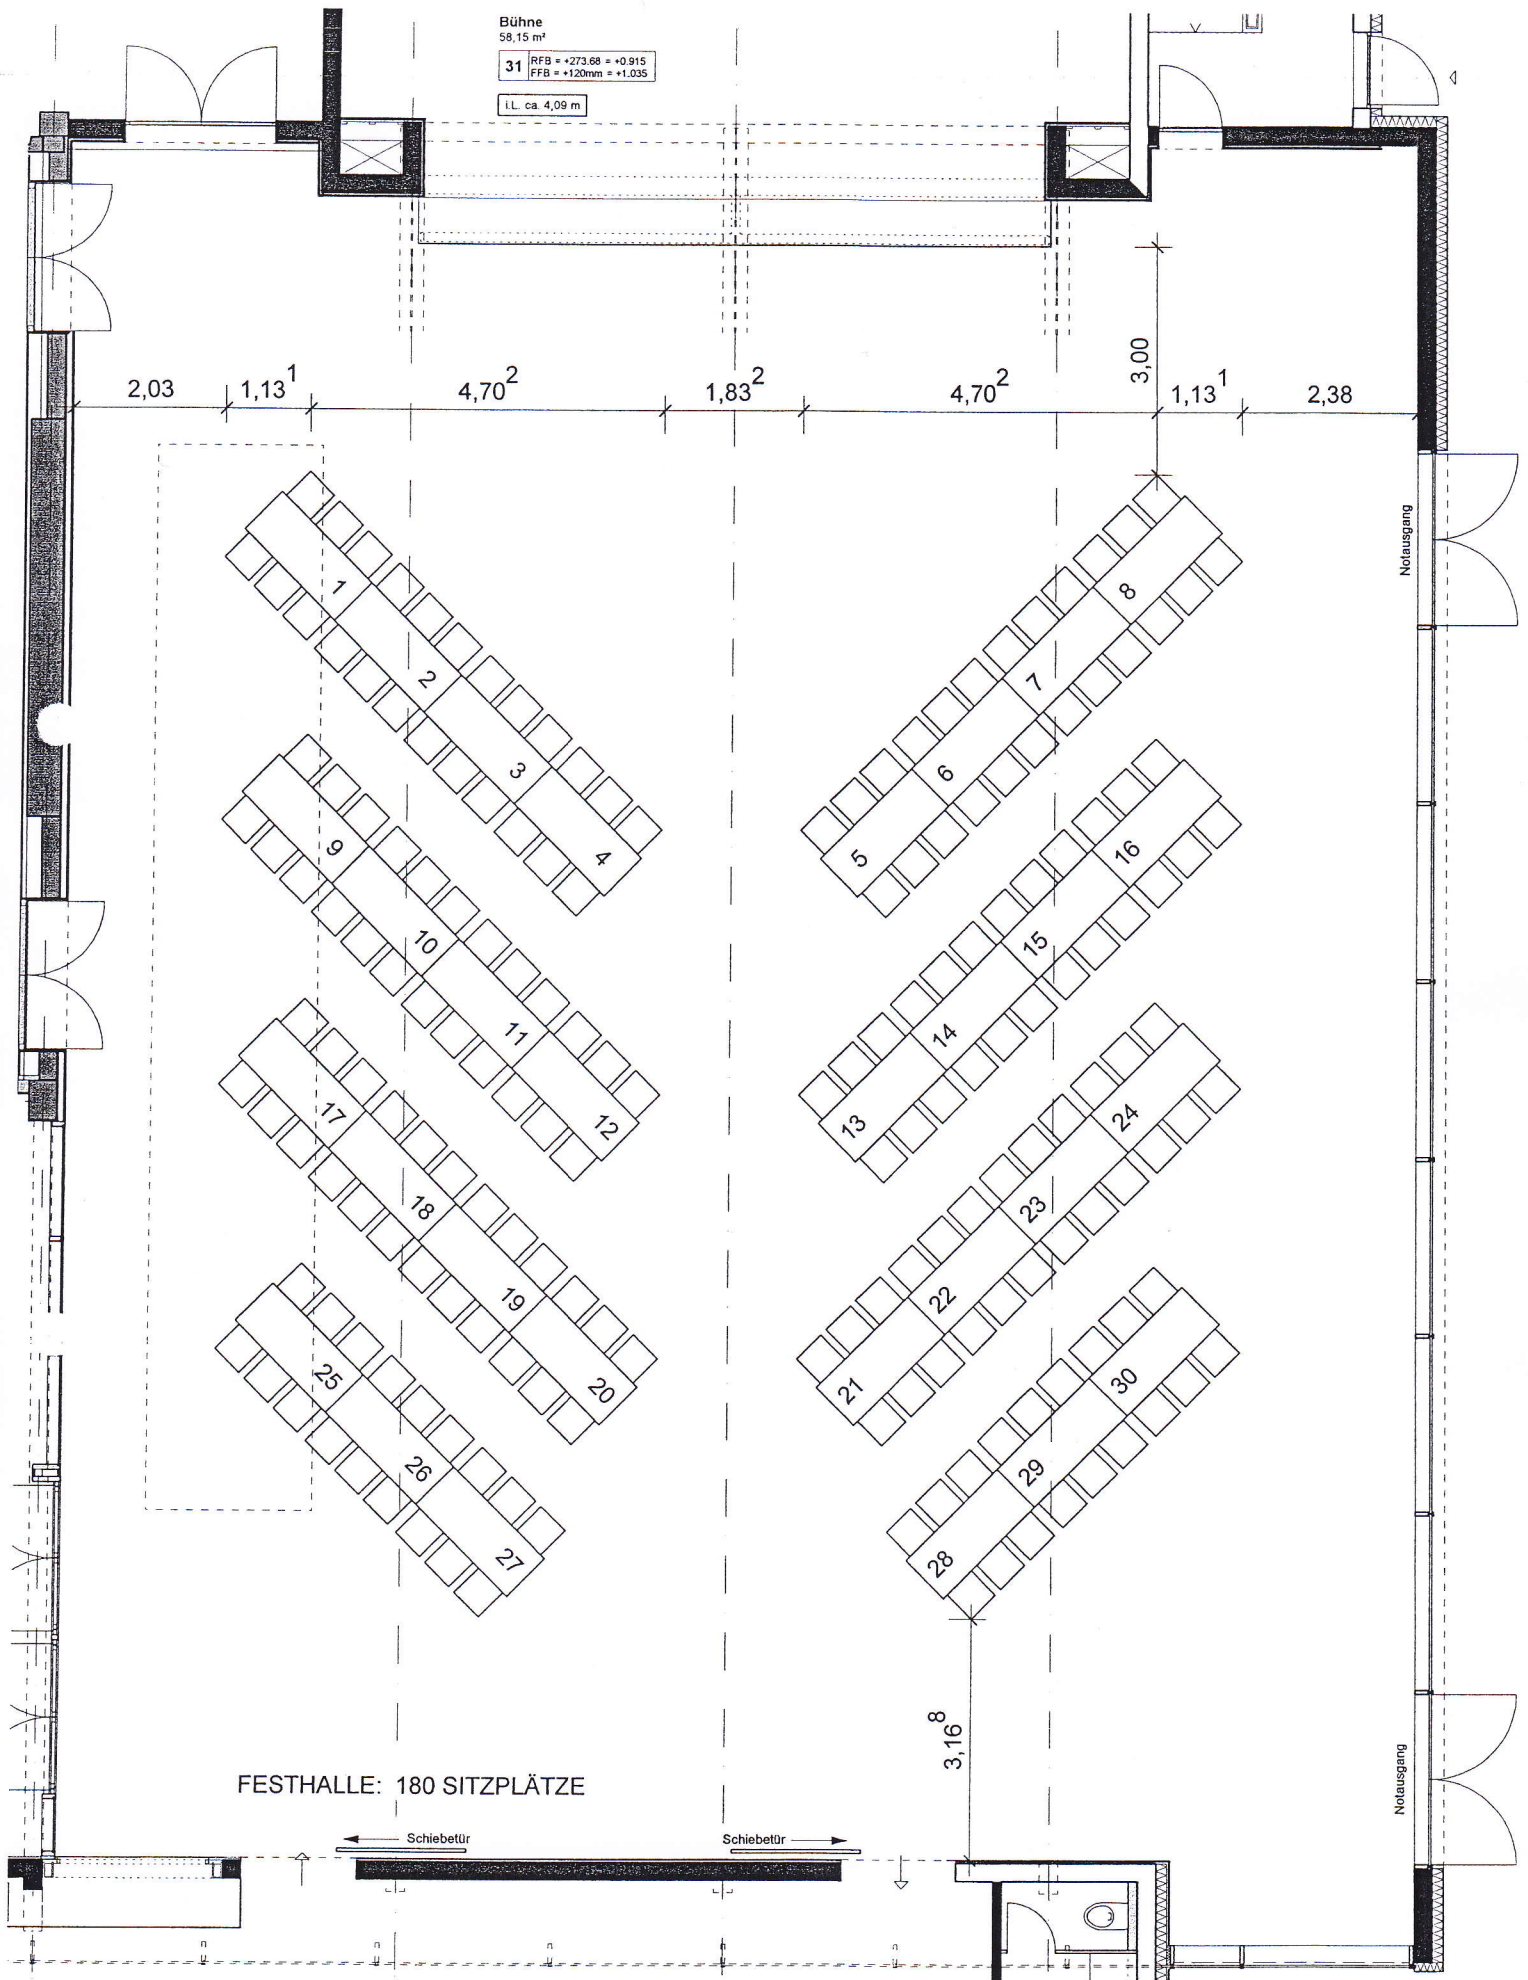 Bühne
58,15 m²
31 RFB = +273.68 = +0.915
FFB = +120mm = +1.035
i.L. ca. 4,09 m
3,00
2,03 1,13¹ 4,70² 1,83² 4,70² 1,13¹ 2,38
Notausgang
1 8
2 7
3 6
4 5
9 16
10 15
11 14
12 13
17 24
18 23
19 22
20 21
25 30
26 29
27 28
3,16⁸
Notausgang
FESTHALLE: 180 SITZPLÄTZE
Schiebetür Schiebetür